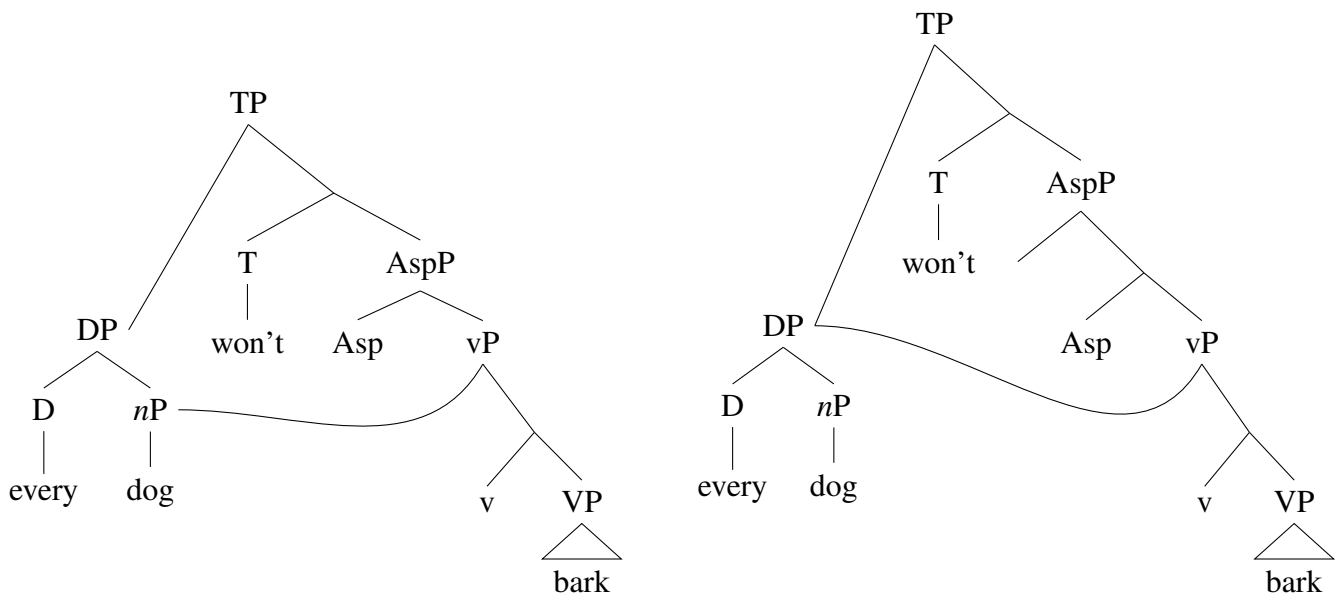 TP
T
AspP
DP
won't
Asp
vP
D
nP
every
dog
v
VP
bark
TP
T
AspP
won't
DP
Asp
vP
D
nP
every
dog
v
VP
bark